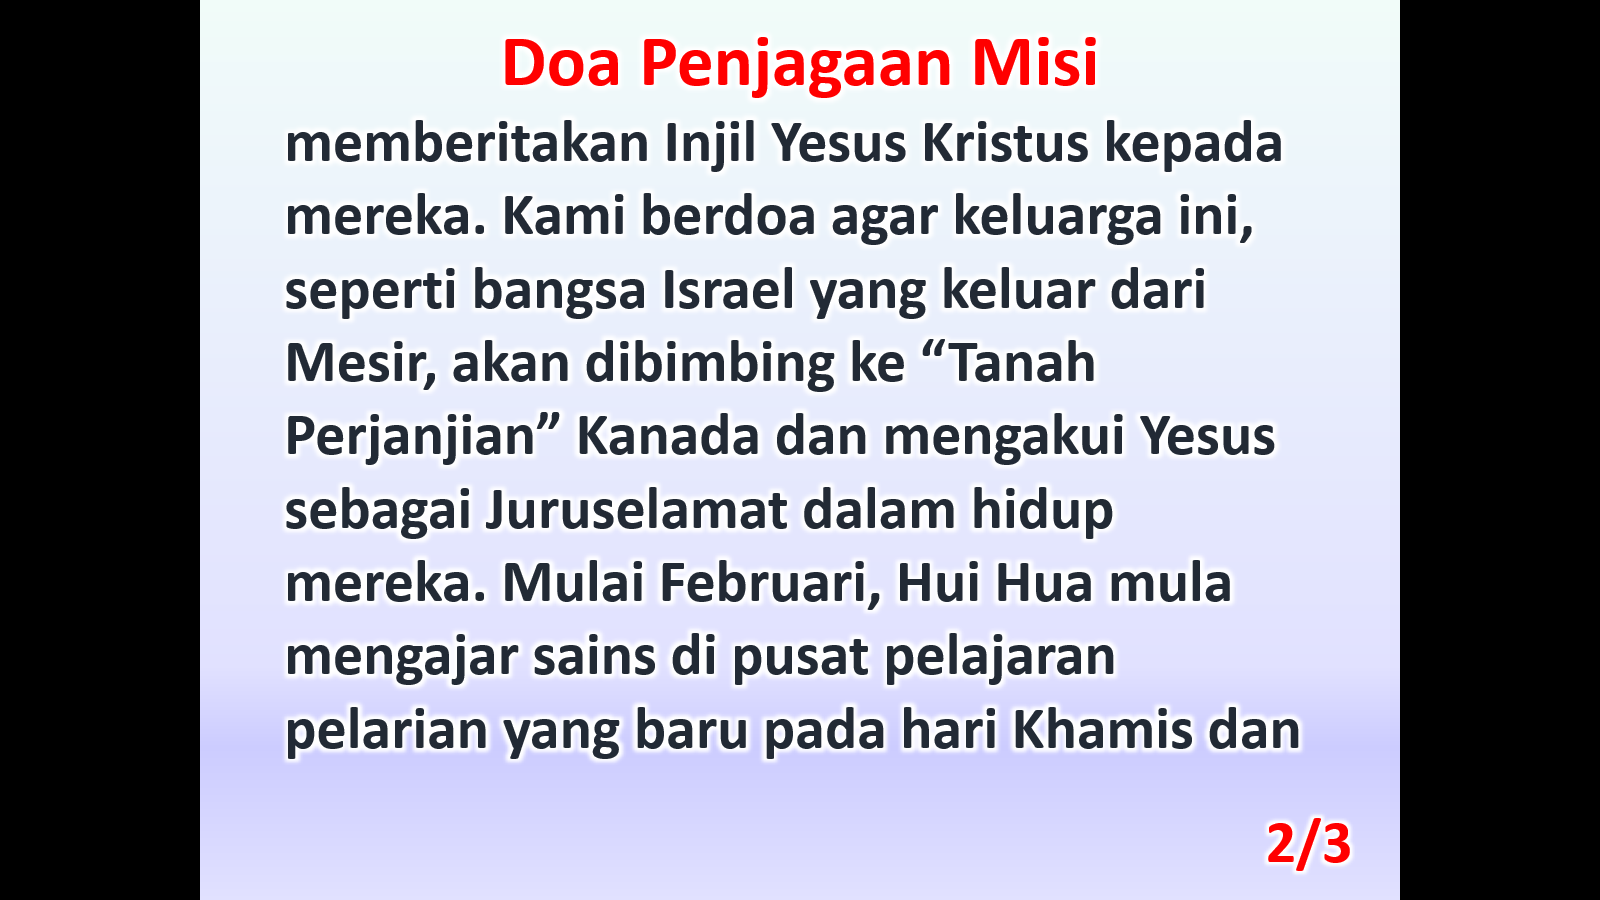 Doa Penjagaan Misi
memberitakan Injil Yesus Kristus kepada
mereka. Kami berdoa agar keluarga ini,
seperti bangsa Israel yang keluar dari
Mesir, akan dibimbing ke “Tanah
Perjanjian” Kanada dan mengakui Yesus
sebagai Juruselamat dalam hidup
mereka. Mulai Februari, Hui Hua mula
mengajar sains di pusat pelajaran
pelarian yang baru pada hari Khamis dan
2/3